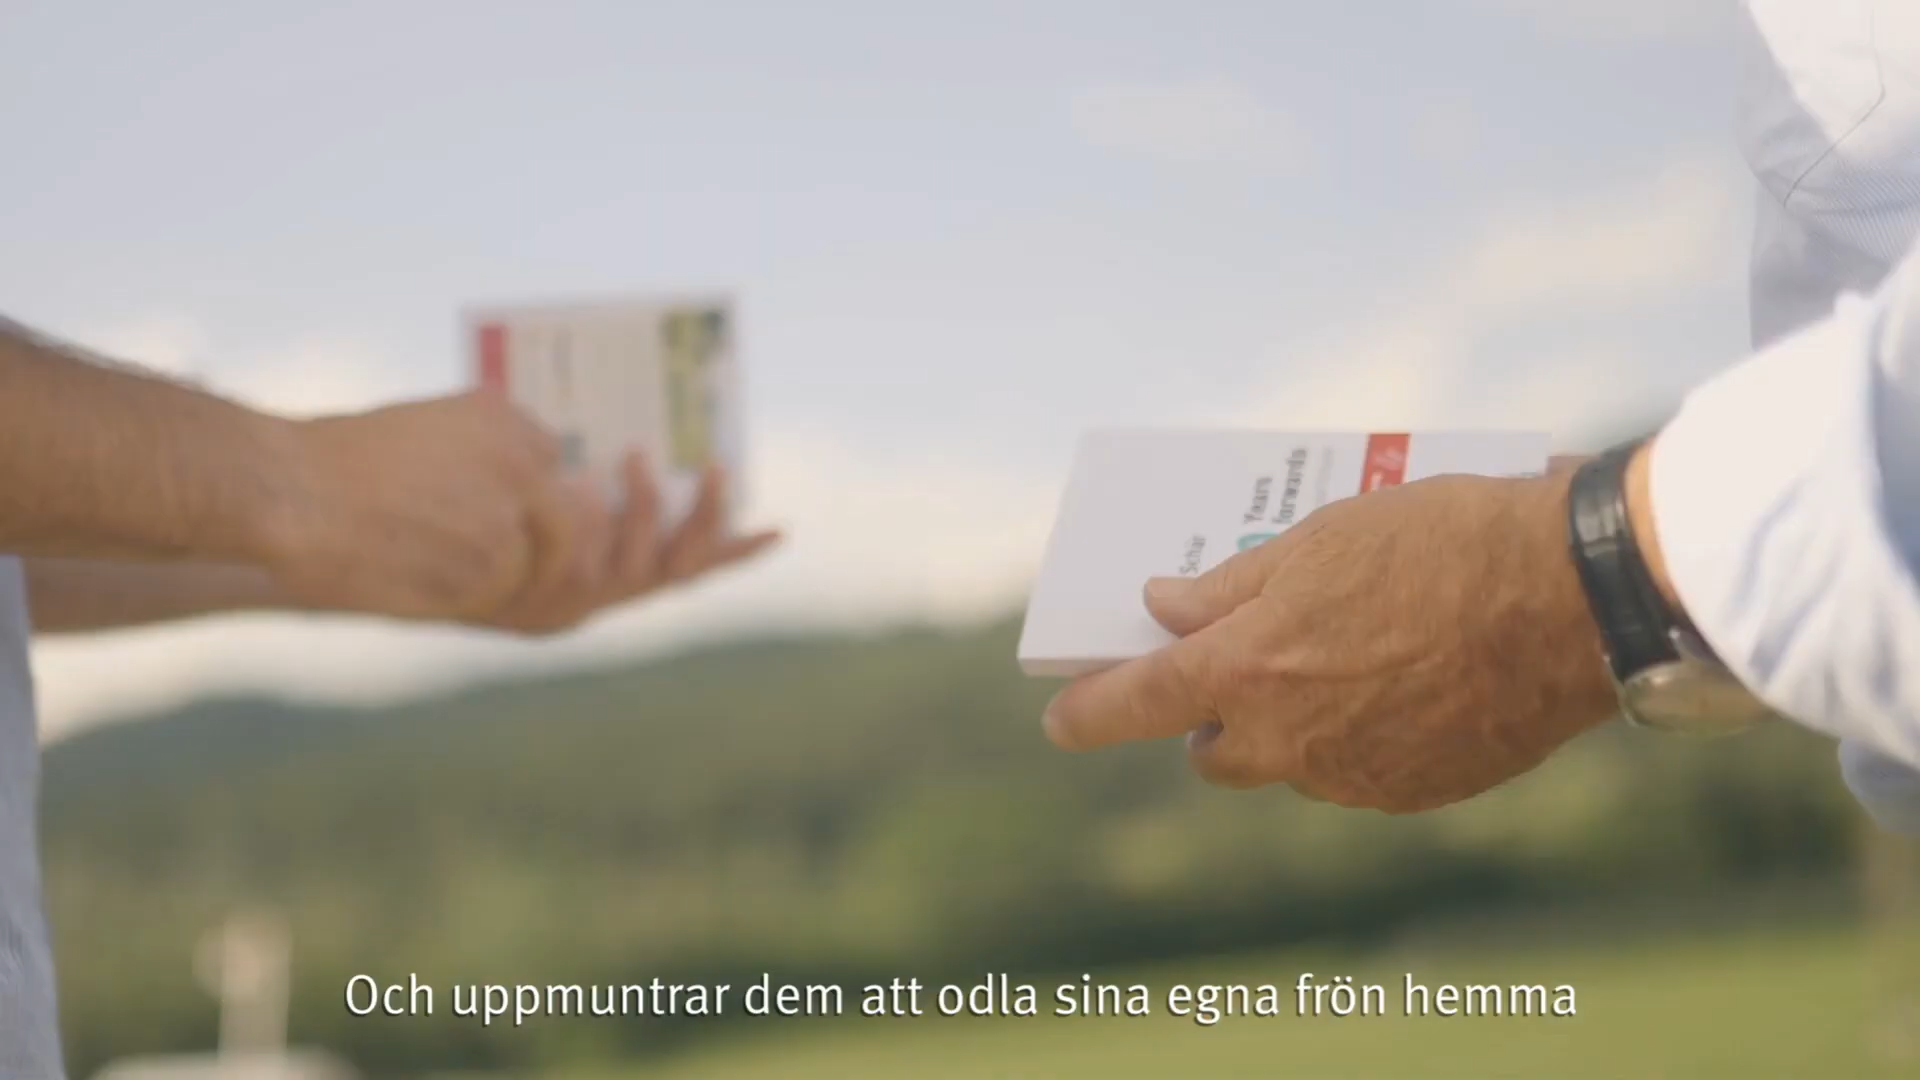 Schär
Years
forwards
Och uppmuntrar dem att odla sina egna frön hemma